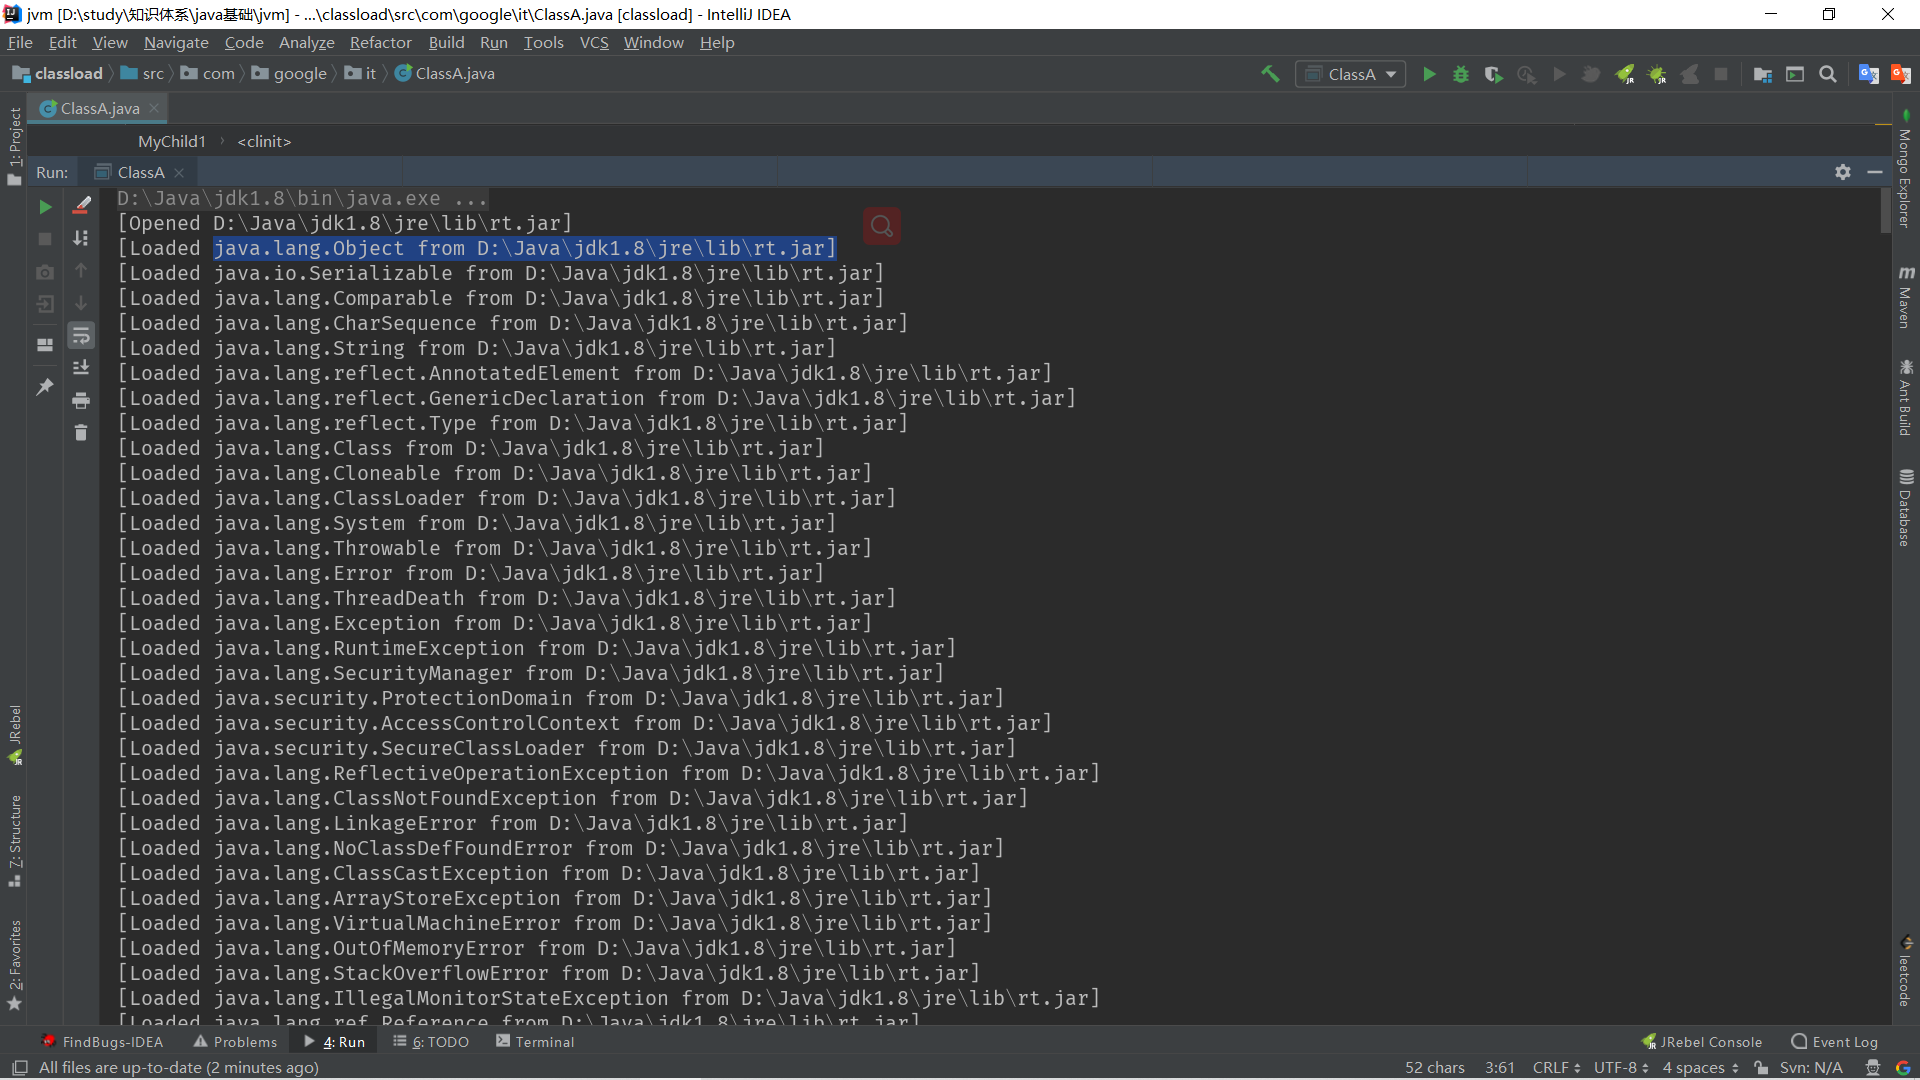 jvm [D:\study\知识体系\java基础\jvm] - ...\classload\src\com\google\it\ClassA.java [classload] - IntelliJ IDEA
File Edit View Navigate Code Analyze Refactor Build Run Tools VCS Window Help
classload src com google it ClassA.java ClassA
ClassA.java
MyChild1 <clinit>
Run: ClassA
D:\Java\jdk1.8\bin\java.exe ...
[Opened D:\Java\jdk1.8\jre\lib\rt.jar]
[Loaded java.lang.Object from D:\Java\jdk1.8\jre\lib\rt.jar]
[Loaded java.io.Serializable from D:\Java\jdk1.8\jre\lib\rt.jar]
[Loaded java.lang.Comparable from D:\Java\jdk1.8\jre\lib\rt.jar]
[Loaded java.lang.CharSequence from D:\Java\jdk1.8\jre\lib\rt.jar]
[Loaded java.lang.String from D:\Java\jdk1.8\jre\lib\rt.jar]
[Loaded java.lang.reflect.AnnotatedElement from D:\Java\jdk1.8\jre\lib\rt.jar]
[Loaded java.lang.reflect.GenericDeclaration from D:\Java\jdk1.8\jre\lib\rt.jar]
[Loaded java.lang.reflect.Type from D:\Java\jdk1.8\jre\lib\rt.jar]
[Loaded java.lang.Class from D:\Java\jdk1.8\jre\lib\rt.jar]
[Loaded java.lang.Cloneable from D:\Java\jdk1.8\jre\lib\rt.jar]
[Loaded java.lang.ClassLoader from D:\Java\jdk1.8\jre\lib\rt.jar]
[Loaded java.lang.System from D:\Java\jdk1.8\jre\lib\rt.jar]
[Loaded java.lang.Throwable from D:\Java\jdk1.8\jre\lib\rt.jar]
[Loaded java.lang.Error from D:\Java\jdk1.8\jre\lib\rt.jar]
[Loaded java.lang.ThreadDeath from D:\Java\jdk1.8\jre\lib\rt.jar]
[Loaded java.lang.Exception from D:\Java\jdk1.8\jre\lib\rt.jar]
[Loaded java.lang.RuntimeException from D:\Java\jdk1.8\jre\lib\rt.jar]
[Loaded java.lang.SecurityManager from D:\Java\jdk1.8\jre\lib\rt.jar]
[Loaded java.security.ProtectionDomain from D:\Java\jdk1.8\jre\lib\rt.jar]
[Loaded java.security.AccessControlContext from D:\Java\jdk1.8\jre\lib\rt.jar]
[Loaded java.security.SecureClassLoader from D:\Java\jdk1.8\jre\lib\rt.jar]
[Loaded java.lang.ReflectiveOperationException from D:\Java\jdk1.8\jre\lib\rt.jar]
[Loaded java.lang.ClassNotFoundException from D:\Java\jdk1.8\jre\lib\rt.jar]
[Loaded java.lang.LinkageError from D:\Java\jdk1.8\jre\lib\rt.jar]
[Loaded java.lang.NoClassDefFoundError from D:\Java\jdk1.8\jre\lib\rt.jar]
[Loaded java.lang.ClassCastException from D:\Java\jdk1.8\jre\lib\rt.jar]
[Loaded java.lang.ArrayStoreException from D:\Java\jdk1.8\jre\lib\rt.jar]
[Loaded java.lang.VirtualMachineError from D:\Java\jdk1.8\jre\lib\rt.jar]
[Loaded java.lang.OutOfMemoryError from D:\Java\jdk1.8\jre\lib\rt.jar]
[Loaded java.lang.StackOverflowError from D:\Java\jdk1.8\jre\lib\rt.jar]
[Loaded java.lang.IllegalMonitorStateException from D:\Java\jdk1.8\jre\lib\rt.jar]
[Loaded java.lang.ref.Reference from D:\Java\jdk1.8\jre\lib\rt.jar]
1: Project
JRebel
7: Structure
2: Favorites
Mongo Explorer
Maven
Ant Build
Database
leetcode
FindBugs-IDEA Problems 4: Run 6: TODO Terminal JRebel Console Event Log
All files are up-to-date (2 minutes ago) 52 chars 3:61 CRLF UTF-8 4 spaces Svn: N/A